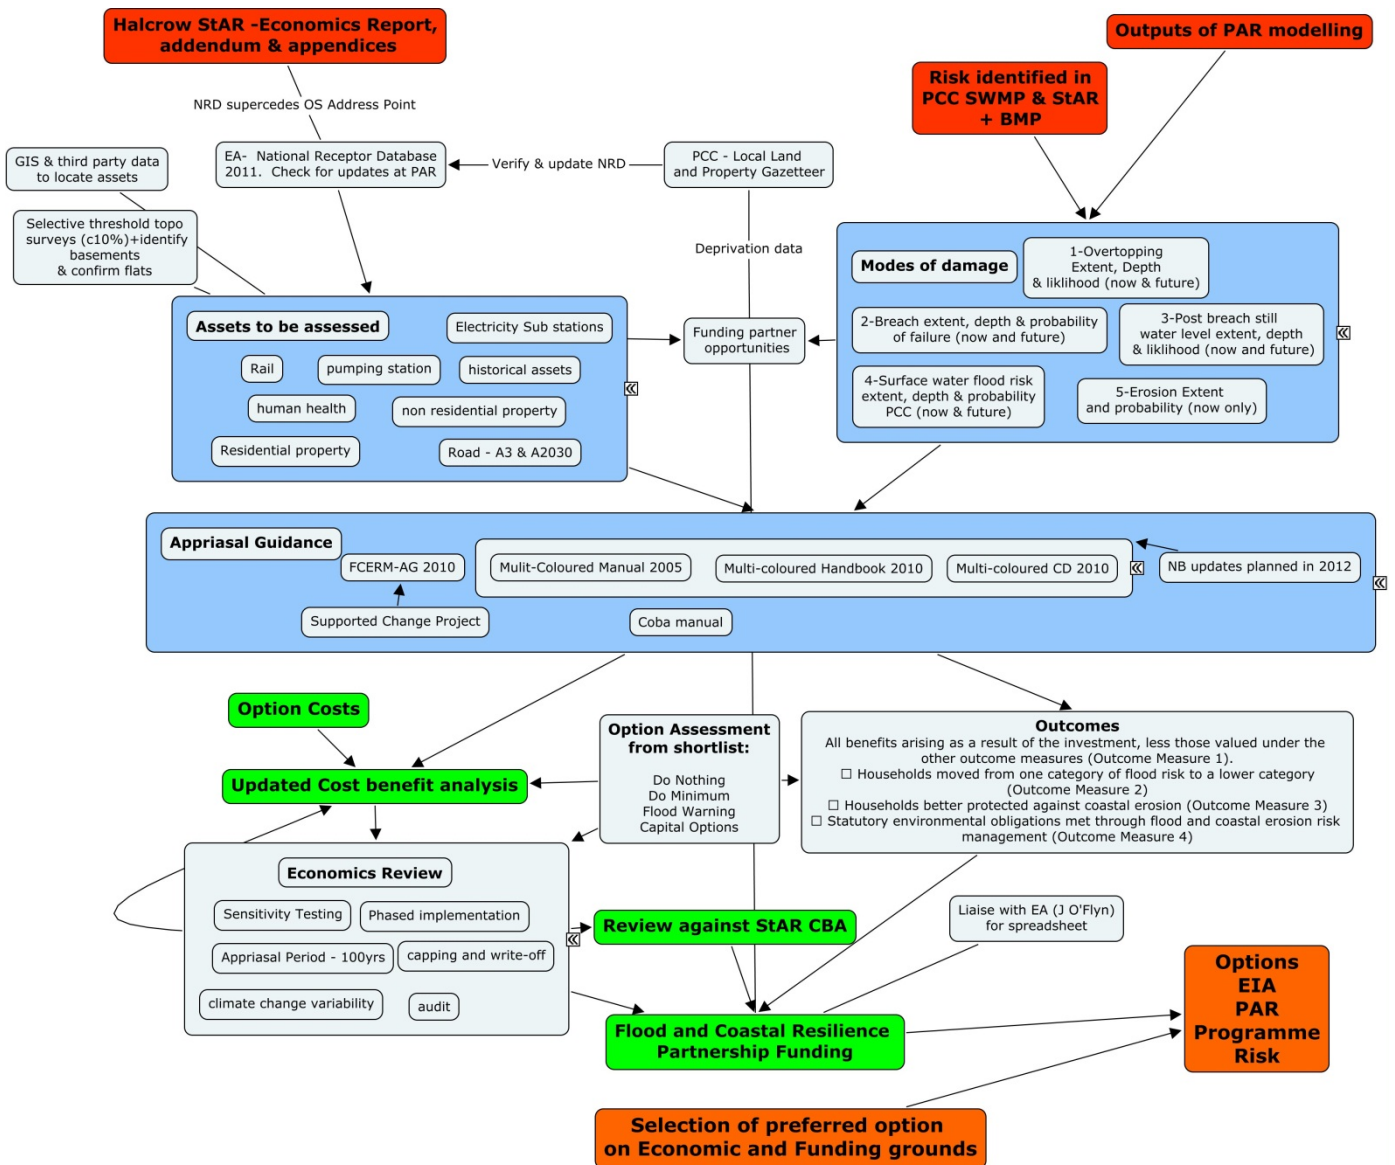 Halcrow StAR -Economics Report,
addendum & appendices
Outputs of PAR modelling
Risk identified in
PCC SWMP & StAR
+ BMP
NRD supercedes OS Address Point
GIS & third party data
to locate assets
EA-  National Receptor Database
2011.  Check for updates at PAR
Verify & update NRD
PCC - Local Land
and Property Gazetteer
Selective threshold topo
surveys (c10%)+identify
basements
& confirm flats
Deprivation data
Modes of damage
1-Overtopping
Extent, Depth
& liklihood (now & future)
2-Breach extent, depth & probability
of failure (now and future)
3-Post breach still
water level extent, depth
& liklihood (now and future)
4-Surface water flood risk
extent, depth & probability
PCC (now & future)
5-Erosion Extent
and probability (now only)
Assets to be assessed
Electricity Sub stations
Rail
pumping station
historical assets
human health
non residential property
Residential property
Road - A3 & A2030
Funding partner
opportunities
Appriasal Guidance
FCERM-AG 2010
Mulit-Coloured Manual 2005
Multi-coloured Handbook 2010
Multi-coloured CD 2010
NB updates planned in 2012
Supported Change Project
Coba manual
Option Costs
Updated Cost benefit analysis
Option Assessment
from shortlist:
Do Nothing
Do Minimum
Flood Warning
Capital Options
Outcomes
All benefits arising as a result of the investment, less those valued under the
other outcome measures (Outcome Measure 1).
☐ Households moved from one category of flood risk to a lower category
(Outcome Measure 2)
☐ Households better protected against coastal erosion (Outcome Measure 3)
☐ Statutory environmental obligations met through flood and coastal erosion risk
management (Outcome Measure 4)
Economics Review
Sensitivity Testing
Phased implementation
Appriasal Period - 100yrs
capping and write-off
climate change variability
audit
Review against StAR CBA
Liaise with EA (J O'Flyn)
for spreadsheet
Flood and Coastal Resilience
Partnership Funding
Options
EIA
PAR
Programme
Risk
Selection of preferred option
on Economic and Funding grounds